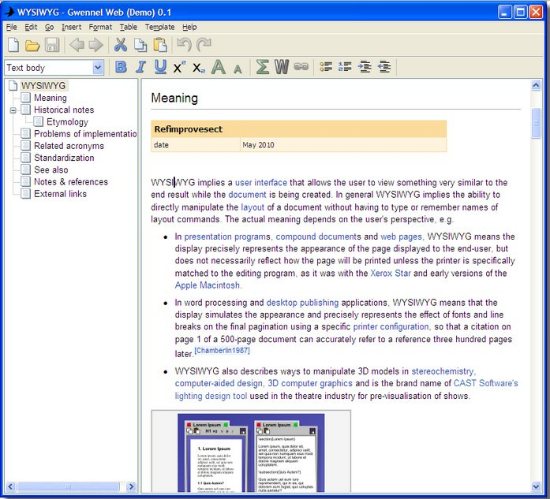 WYSIWYG - Gwennel Web (Demo) 0.1
File Edit Go Insert Format Table Template Help
Text body
B I U X² X₂ A A Σ W
WYSIWYG
Meaning
Historical notes
Etymology
Problems of implementatio
Related acronyms
Standardization
See also
Notes & references
External links
Meaning
Refimprovesect
date May 2010
WYSIWYG implies a user interface that allows the user to view something very similar to the
end result while the document is being created. In general WYSIWYG implies the ability to
directly manipulate the layout of a document without having to type or remember names of
layout commands. The actual meaning depends on the user's perspective, e.g.
• In presentation programs, compound documents and web pages, WYSIWYG means the
display precisely represents the appearance of the page displayed to the end-user, but
does not necessarily reflect how the page will be printed unless the printer is specifically
matched to the editing program, as it was with the Xerox Star and early versions of the
Apple Macintosh.
• In word processing and desktop publishing applications, WYSIWYG means that the
display simulates the appearance and precisely represents the effect of fonts and line
breaks on the final pagination using a specific printer configuration, so that a citation on
page 1 of a 500-page document can accurately refer to a reference three hundred pages
later.[Chamberlin1987]
• WYSIWYG also describes ways to manipulate 3D models in stereochemistry,
computer-aided design, 3D computer graphics and is the brand name of CAST Software's
lighting design tool used in the theatre industry for pre-visualisation of shows.
Lorem Ipsum
Lorem Ipsum
1. Lorem Ipsum